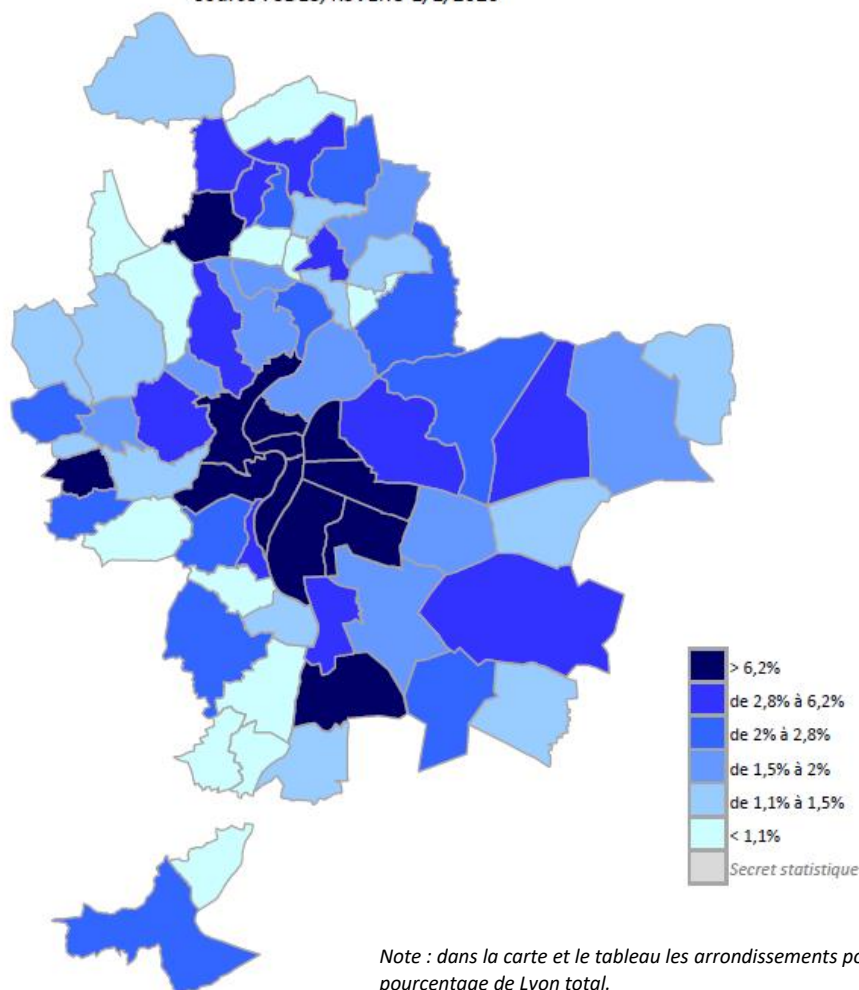 > 6,2%
de 2,8% à 6,2%
de 2% à 2,8%
de 1,5% à 2%
de 1,1% à 1,5%
< 1,1%
Secret statistique
Note : dans la carte et le tableau les arrondissements
pourcentage de Lyon total.